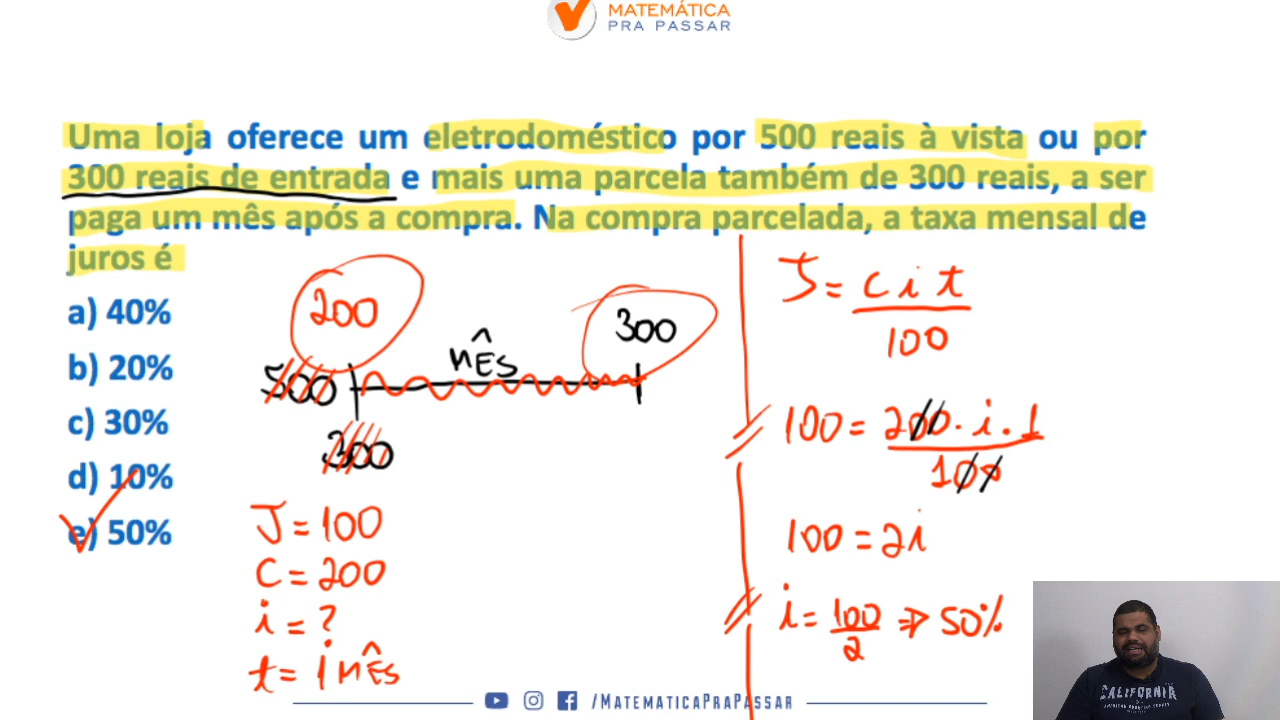 MATEMÁTICA
PRA PASSAR
Uma loja oferece um eletrodoméstico por 500 reais à vista ou por
300 reais de entrada e mais uma parcela também de 300 reais, a ser
paga um mês após a compra. Na compra parcelada, a taxa mensal de
juros é
a) 40%
b) 20%
c) 30%
d) 10%
e) 50%
200
300
MÊS
500
300
J = 100
C = 200
i = ?
t = 1 MÊS
J = C i t
100
100 = 200 . i . 1
100
100 = 2i
i = 100 ⇒ 50%
2
/MATEMATICAPRAPASSAR
CALIFORNIA